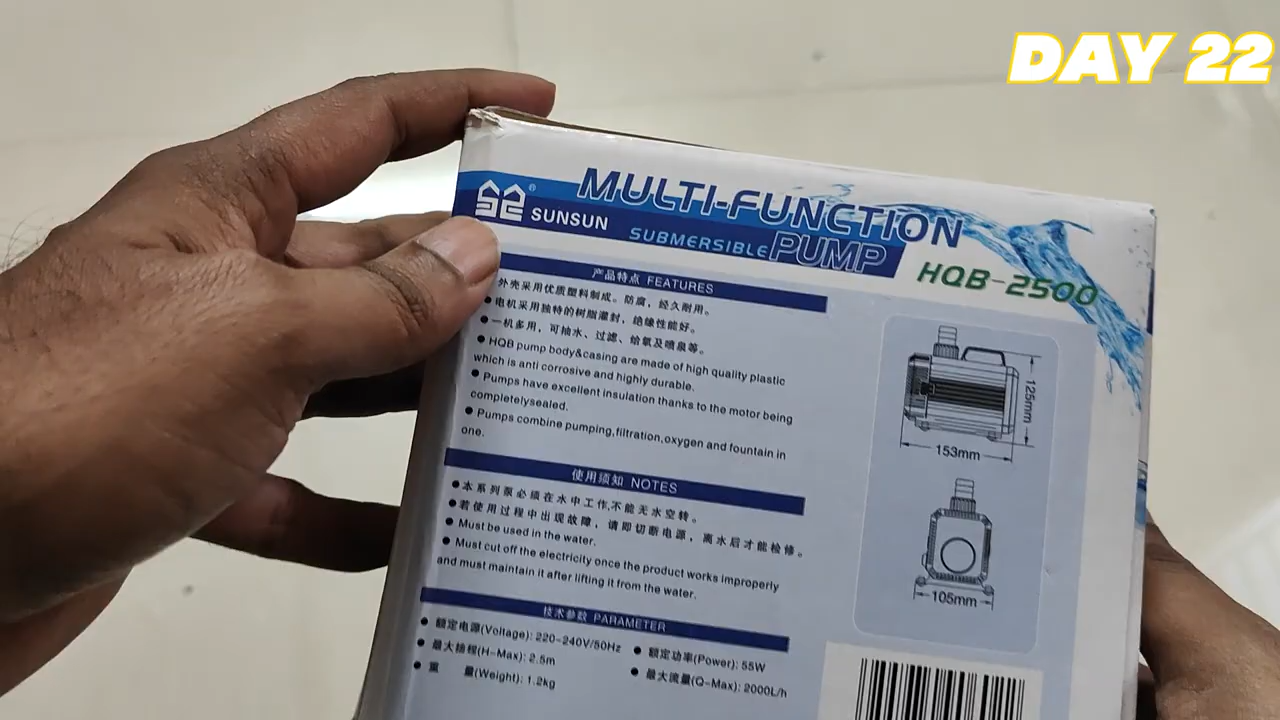 DAY 22
MULTI-FUNCTION
SUNSUN
SUBMERSIBLE PUMP
HQB-2500
产品特点 FEATURES
外壳采用优质塑料制成。防腐，经久耐用。
●电机采用独特的树脂灌封，绝缘性能好。
●一机多用，可抽水、过滤、给氧及喷泉等。
●HQB pump body&casing are made of high quality plastic
which is anti corrosive and highly durable.
●Pumps have excellent insulation thanks to the motor being
completelysealed.
●Pumps combine pumping,filtration,oxygen and fountain in
one.
125mm
153mm
使用须知 NOTES
●本系列泵必须在水中工作,不能无水空转。
●若使用过程中出现故障，请即切断电源，离水后才能检修。
●Must be used in the water.
●Must cut off the electricity once the product works improperly
and must maintain it after lifting it from the water.
105mm
技术参数 PARAMETER
●额定电源(Voltage): 220-240V/50Hz
●额定功率(Power): 55W
●最大扬程(H-Max): 2.5m
●最大流量(Q-Max): 2000L/h
●重 量(Weight): 1.2kg